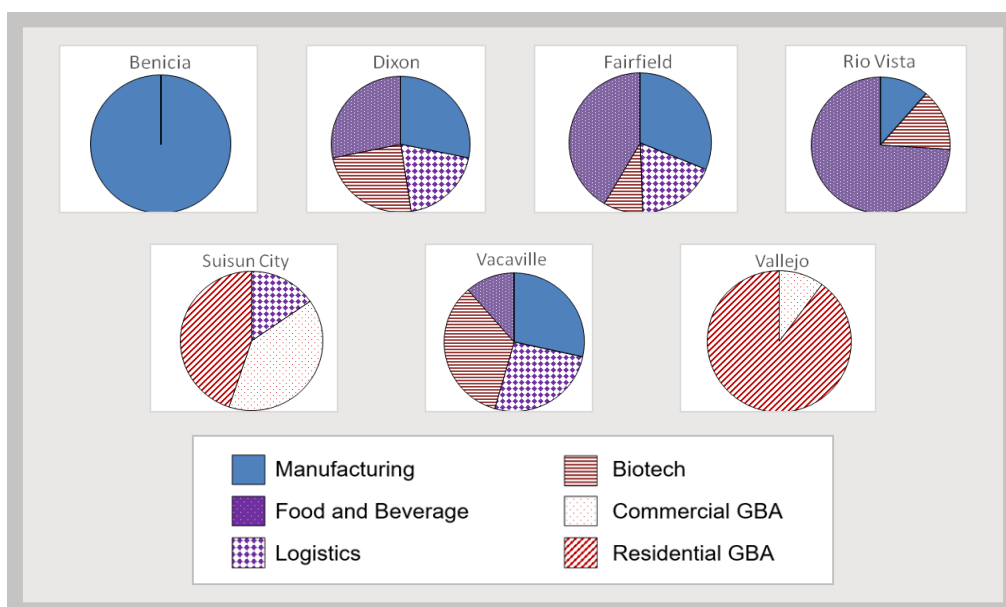 Benicia
Dixon
Fairfield
Rio Vista
Suisun City
Vacaville
Vallejo
Manufacturing
Biotech
Food and Beverage
Commercial GBA
Logistics
Residential GBA